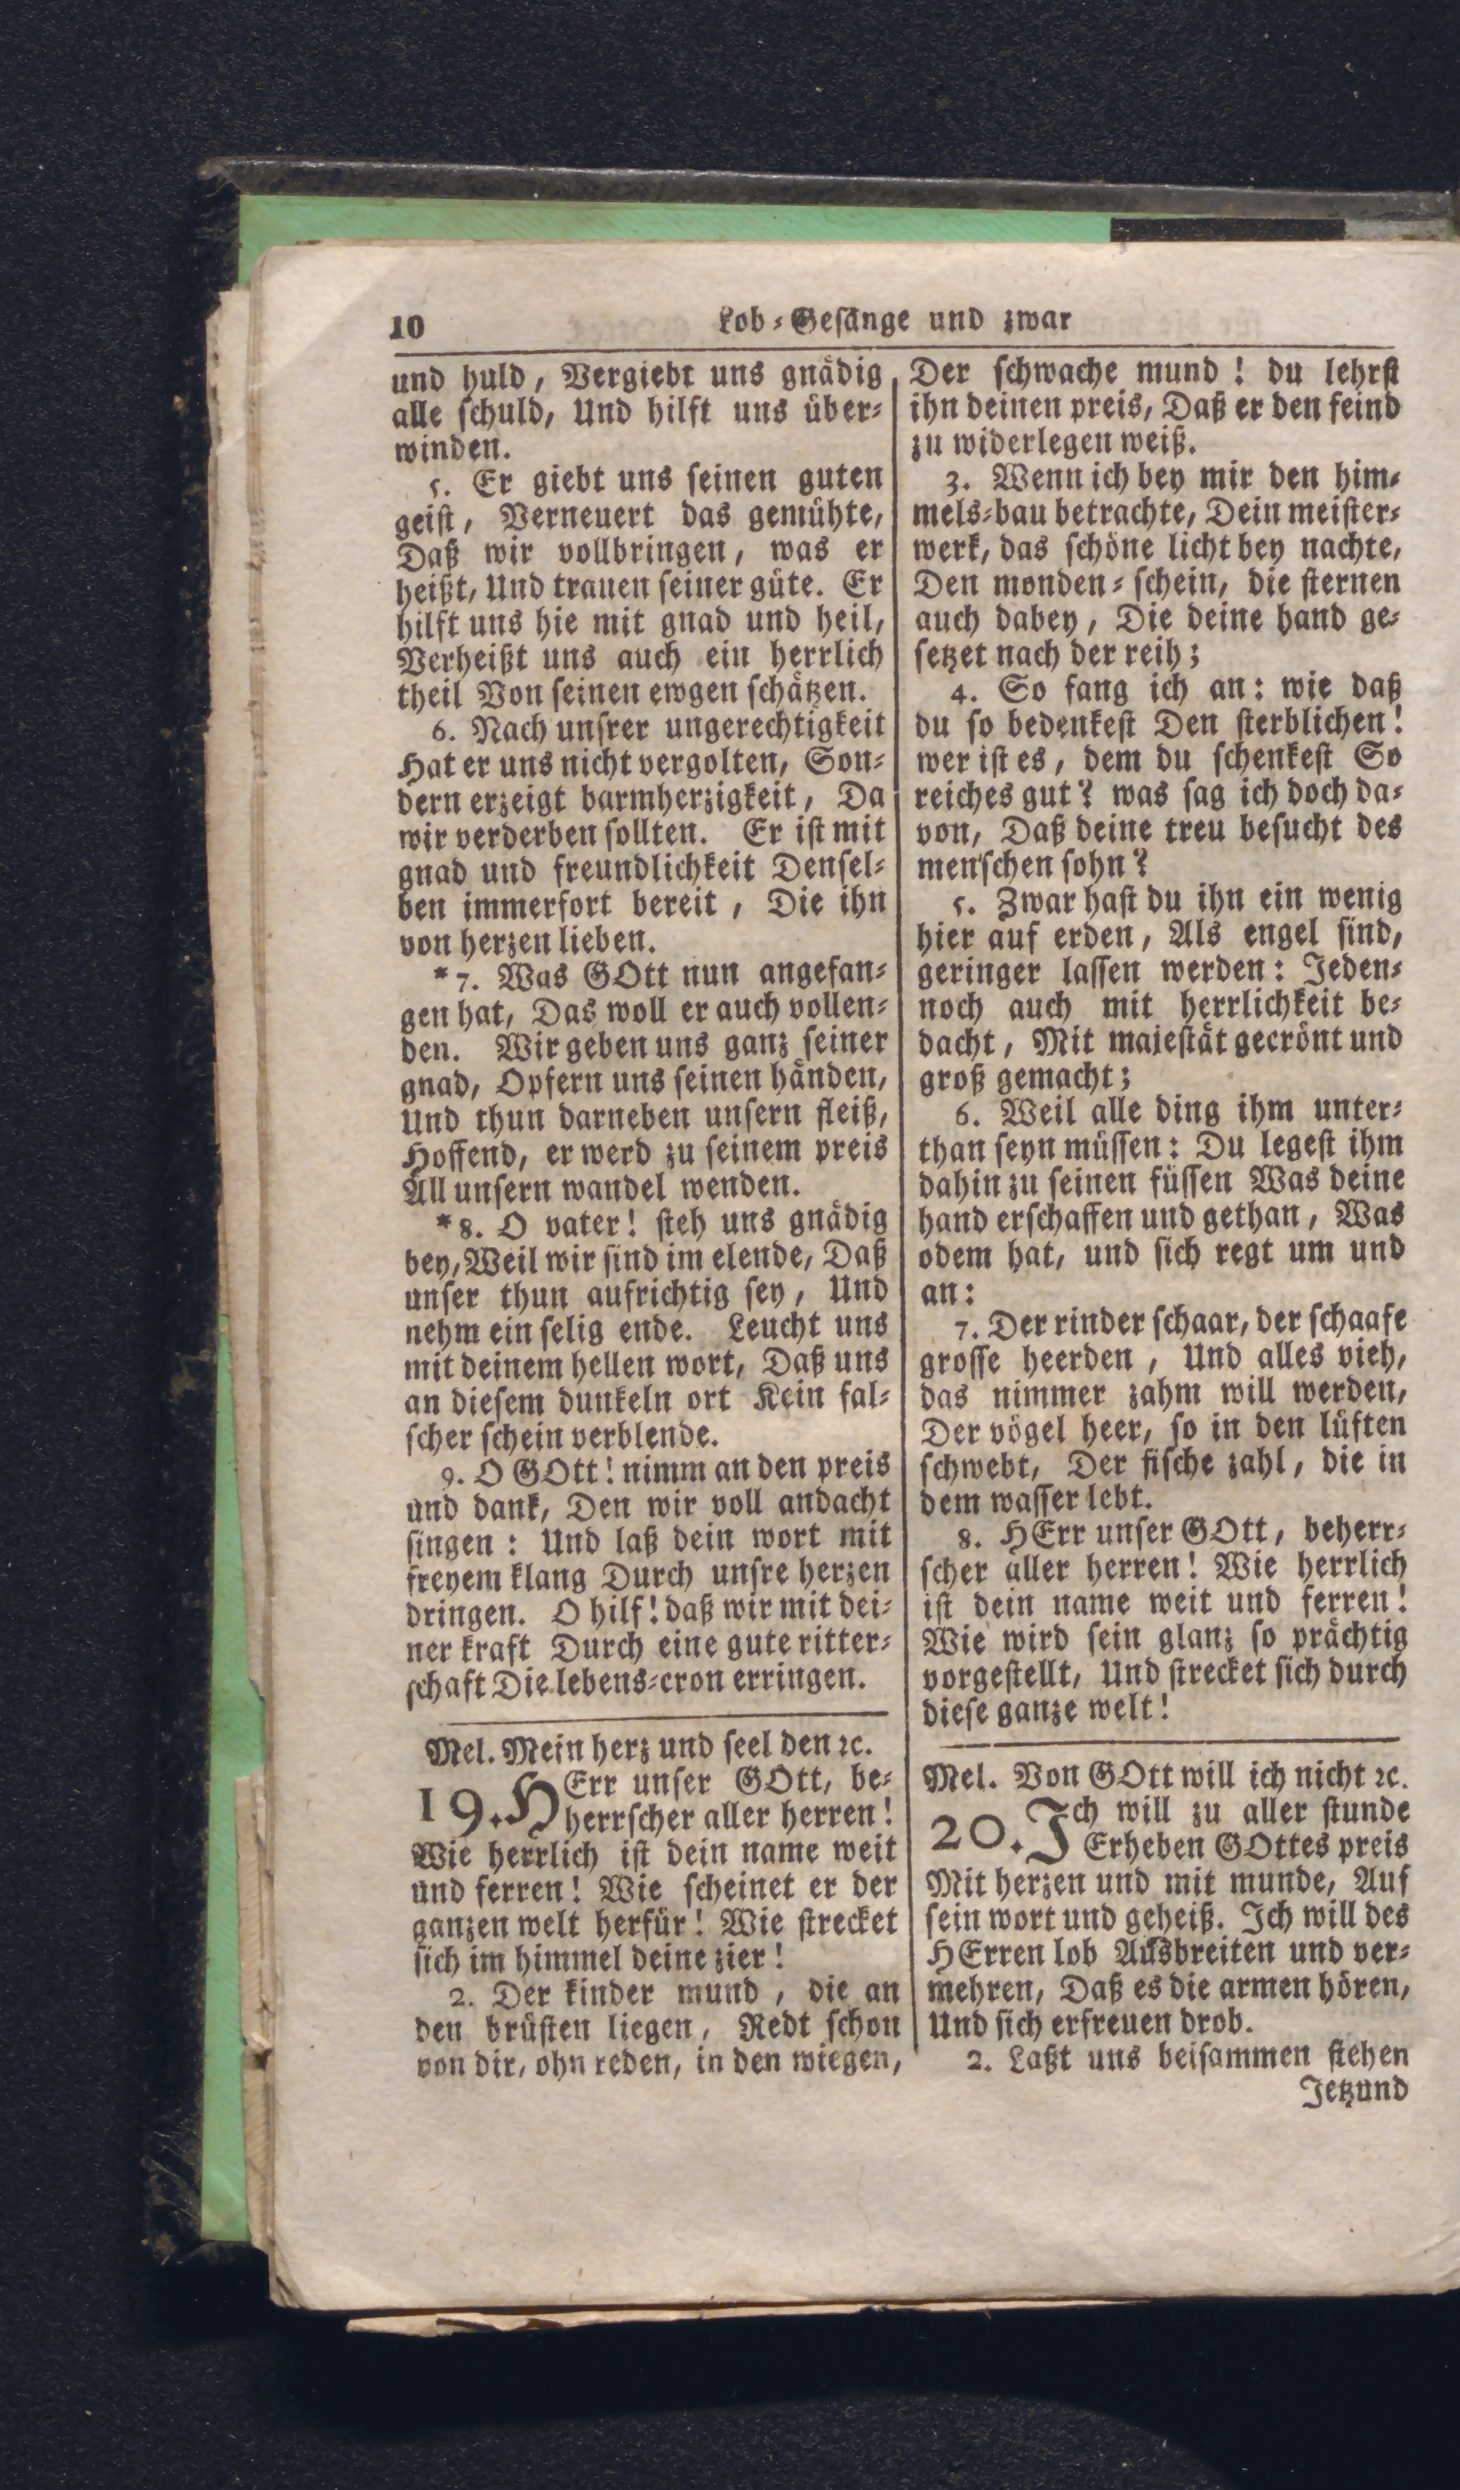 10
Lob-Gesänge und zwar
und huld, Vergiebt uns gnädig
alle schuld, Und hilft uns über-
winden.
5. Er giebt uns seinen guten
geist, Verneuert das gemühte,
Daß wir vollbringen, was er
heißt, Und trauen seiner güte. Er
hilft uns hie mit gnad und heil,
Verheißt uns auch ein herrlich
theil Von seinen ewgen schätzen.
6. Nach unsrer ungerechtigkeit
Hat er uns nicht vergolten, Son-
dern erzeigt barmherzigkeit, Da
wir verderben sollten. Er ist mit
gnad und freundlichkeit Densel-
ben immerfort bereit, Die ihn
von herzen lieben.
*7. Was GOtt nun angefan-
gen hat, Das woll er auch vollen-
den. Wir geben uns ganz seiner
gnad, Opfern uns seinen händen,
Und thun darneben unsern fleiß,
Hoffend, er werd zu seinem preis
All unsern wandel wenden.
*8. O vater! steh uns gnädig
bey, Weil wir sind im elende, Daß
unser thun aufrichtig sey, Und
nehm ein selig ende. Leucht uns
mit deinem hellen wort, Daß uns
an diesem dunkeln ort Kein fal-
scher schein verblende.
9. O GOtt! nimm an den preis
und dank, Den wir voll andacht
singen: Und laß dein wort mit
freyem klang Durch unsre herzen
dringen. O hilf! daß wir mit dei-
ner kraft Durch eine gute ritter-
schaft Die lebens-cron erringen.
Mel. Mein herz und seel den ꝛc.
19. HErr unser GOtt, be-
herrscher aller herren!
Wie herrlich ist dein name weit
und ferren! Wie scheinet er der
ganzen welt herfür! Wie strecket
sich im himmel deine zier!
2. Der kinder mund, die an
den brüsten liegen, Redt schon
von dir, ohn reden, in den wiegen,
Der schwache mund! du lehrst
ihn deinen preis, Daß er den feind
zu widerlegen weiß.
3. Wenn ich bey mir den him-
mels-bau betrachte, Dein meister-
werk, das schöne licht bey nachte,
Den monden-schein, die sternen
auch dabey, Die deine hand ge-
setzet nach der reih;
4. So fang ich an: wie daß
du so bedenkest Den sterblichen!
wer ist es, dem du schenkest So
reiches gut? was sag ich doch da-
von, Daß deine treu besucht des
menschen sohn?
5. Zwar hast du ihn ein wenig
hier auf erden, Als engel sind,
geringer lassen werden: Jeden-
noch auch mit herrlichkeit be-
dacht, Mit majestät gecrönt und
groß gemacht;
6. Weil alle ding ihm unter-
than seyn müssen: Du legest ihm
dahin zu seinen füssen Was deine
hand erschaffen und gethan, Was
odem hat, und sich regt um und
an:
7. Der rinder schaar, der schaafe
grosse heerden, Und alles vieh,
das nimmer zahm will werden,
Der vögel heer, so in den lüften
schwebt, Der fische zahl, die in
dem wasser lebt.
8. HErr unser GOtt, beherr-
scher aller herren! Wie herrlich
ist dein name weit und ferren!
Wie wird sein glanz so prächtig
vorgestellt, Und strecket sich durch
diese ganze welt!
Mel. Von GOtt will ich nicht ꝛc.
20. Ich will zu aller stunde
Erheben GOttes preis
Mit herzen und mit munde, Auf
sein wort und geheiß. Ich will des
HErren lob Ausbreiten und ver-
mehren, Daß es die armen hören,
Und sich erfreuen drob.
2. Laßt uns beisammen stehen
Jetzund